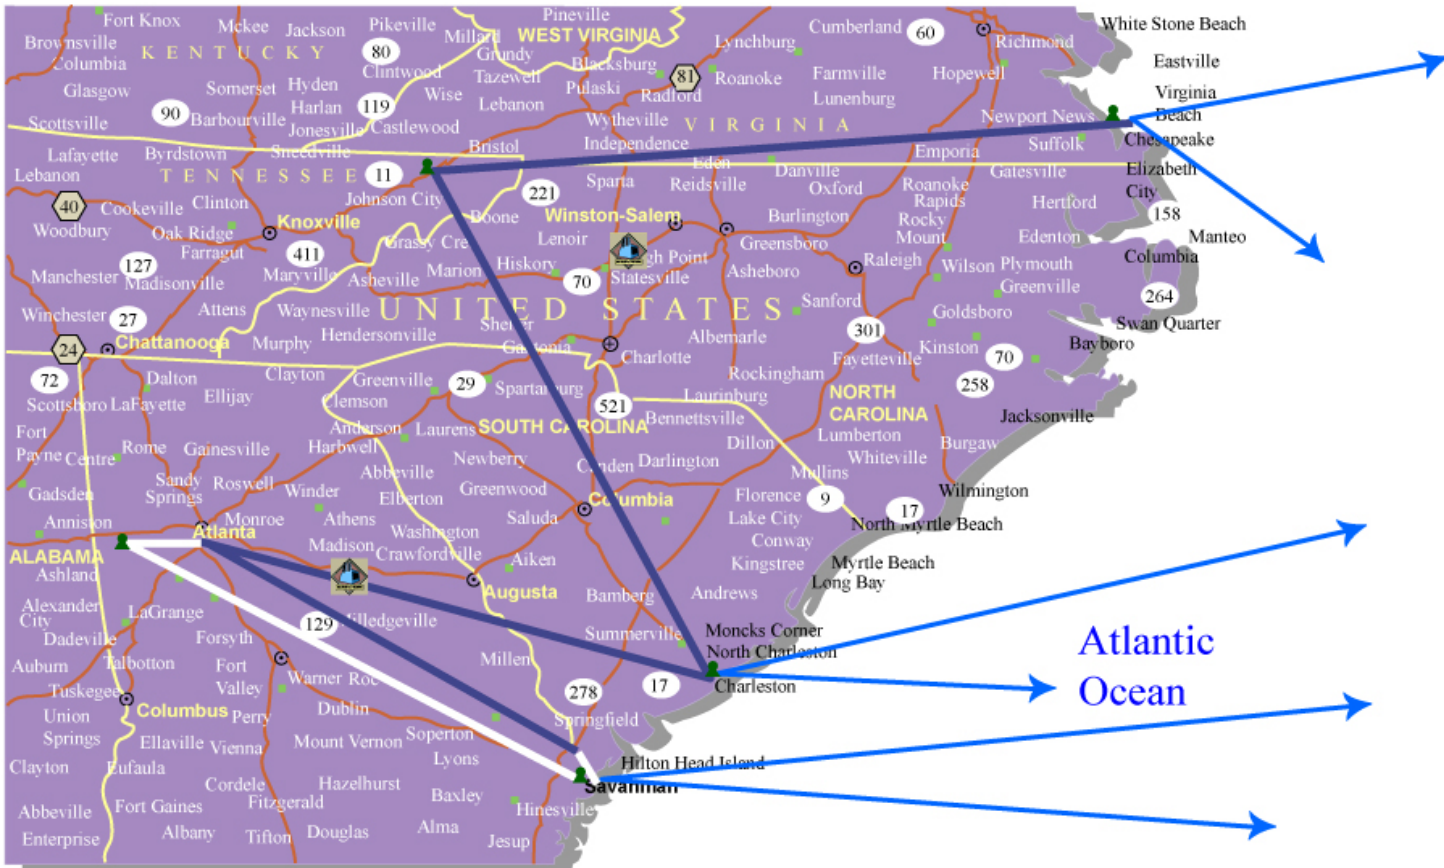 Fort Knox
Mckee
Jackson
Pikeville
Pineville
Cumberland
60
White Stone Beach
Brownsville
KENTUCKY
80
Millard
WEST VIRGINIA
Lynchburg
Richmond
Columbia
Grundy
Blacksburg
Eastville
Glasgow
Somerset
Hyden
Clintwood
Tazewell
81
Roanoke
Farmville
Hopewell
Harlan
119
Wise
Pulaski
Radford
Lunenburg
Virginia
Beach
90
Barbourville
Lebanon
Wytheville
Newport News
Scottsville
Jonesville
Castlewood
VIRGINIA
Chesapeake
Lafayette
Byrdstown
Sneedville
Bristol
Independence
Emporia
Suffolk
Lebanon
TENNESSEE
11
Eden
Danville
Gatesville
Elizabeth
City
Johnson City
221
Sparta
Reidsville
Oxford
Roanoke
Rapids
40
Cookeville
Clinton
Knoxville
Boone
Winston-Salem
Burlington
Rocky
Mount
Hertford
158
Woodbury
Oak Ridge
Farragut
411
Grassy Cre
Lenoir
Greensboro
Edenton
Manteo
Manchester
127
Madisonville
Maryville
Asheville
Marion
Hiskory
70
gh Point
Statesville
Asheboro
Raleigh
Wilson
Plymouth
Columbia
Winchester
27
Attens
Waynesville
UNITED STATES
Sanford
Greenville
264
Goldsboro
Swan Quarter
24
Chattanooga
Murphy
Hendersonville
Gastonia
Charlotte
Albemarle
301
Fayetteville
Kinston
70
Bayboro
72
Dalton
Clayton
Greenville
29
Spartanburg
Rockingham
258
Scottsboro
LaFayette
Ellijay
Clemson
521
Laurinburg
NORTH
CAROLINA
Jacksonville
Fort
Payne
Centre
Rome
Gainesville
Anderson
Harbwell
Laurens
SOUTH CAROLINA
Bennettsville
Dillon
Lumberton
Whiteville
Burgaw
Gadsden
Sandy
Springs
Roswell
Winder
Abbeville
Newberry
Darlington
Mullins
Elberton
Greenwood
Columbia
Florence
9
17
Wilmington
Anniston
Monroe
Athens
Washington
Saluda
Lake City
North Myrtle Beach
ALABAMA
Atlanta
Madison
Crawfordville
Aiken
Conway
Ashland
Kingstree
Myrtle Beach
Long Bay
Alexander
City
LaGrange
129
Augusta
Bamberg
Andrews
Dadeville
Forsyth
Summerville
Moncks Corner
North Charleston
Atlantic
Ocean
Auburn
Talbotton
Fort
Valley
Millen
Tuskegee
Warner Roc
278
17
Charleston
Union
Springs
Columbus
Perry
Dublin
Springfield
Ellaville
Vienna
Mount Vernon
Soperton
Clayton
Eufaula
Cordele
Hazelhurst
Lyons
Hilton Head Island
Savannah
Abbeville
Fort Gaines
Fitzgerald
Baxley
Hinesville
Enterprise
Albany
Tifton
Douglas
Alma
Jesup